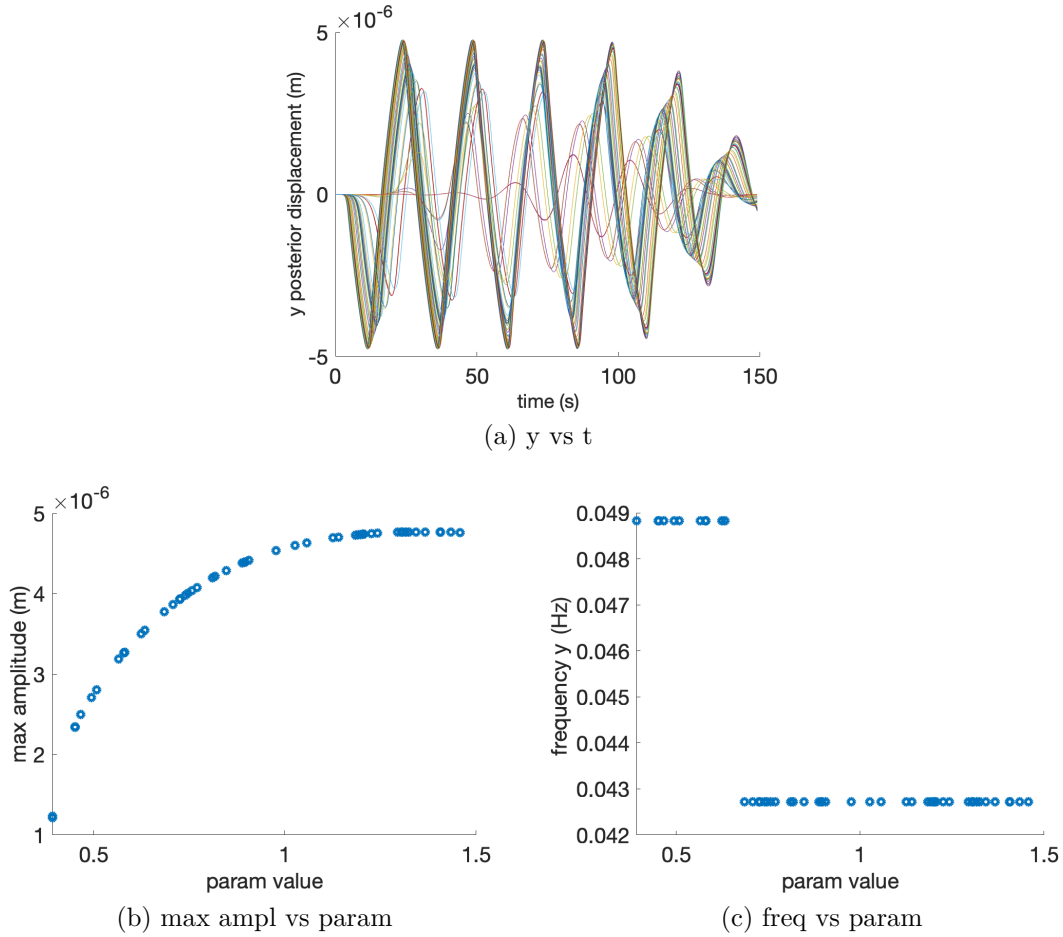 ×10-6
5
0
-5
y posterior displacement (m)
0 50 100 150
time (s)
(a) y vs t
×10-6
5
4
3
2
1
max amplitude (m)
0.5 1 1.5
param value
(b) max ampl vs param
0.049
0.048
0.047
0.046
0.045
0.044
0.043
0.042
frequency y (Hz)
0.5 1 1.5
param value
(c) freq vs param